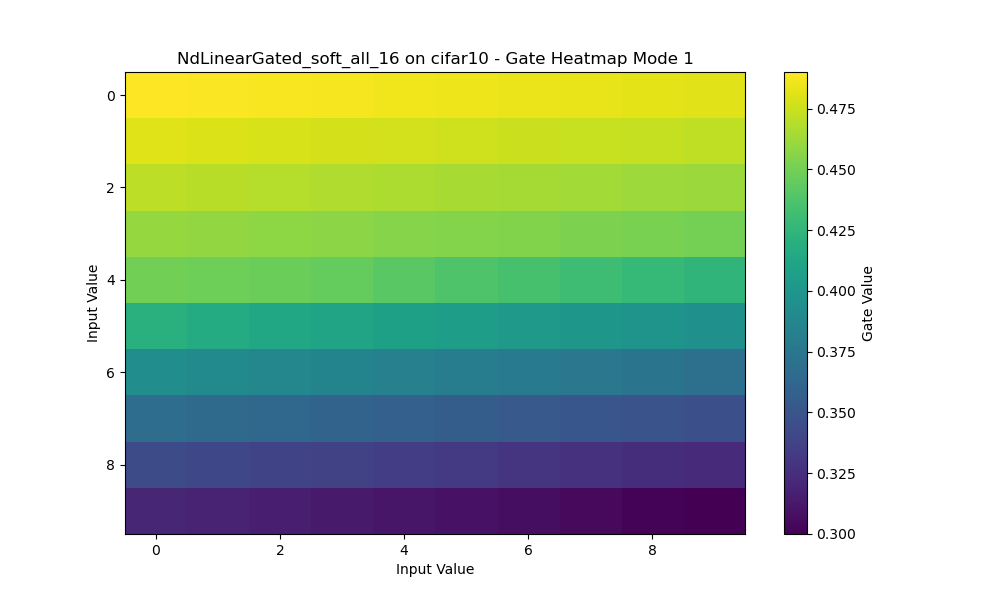 NdLinearGated_soft_all_16 on cifar10 - Gate Heatmap Mode 1
Input Value
0
2
4
6
8
0 2 4 6 8
Input Value
0.475
0.450
0.425
0.400
0.375
0.350
0.325
0.300
Gate Value